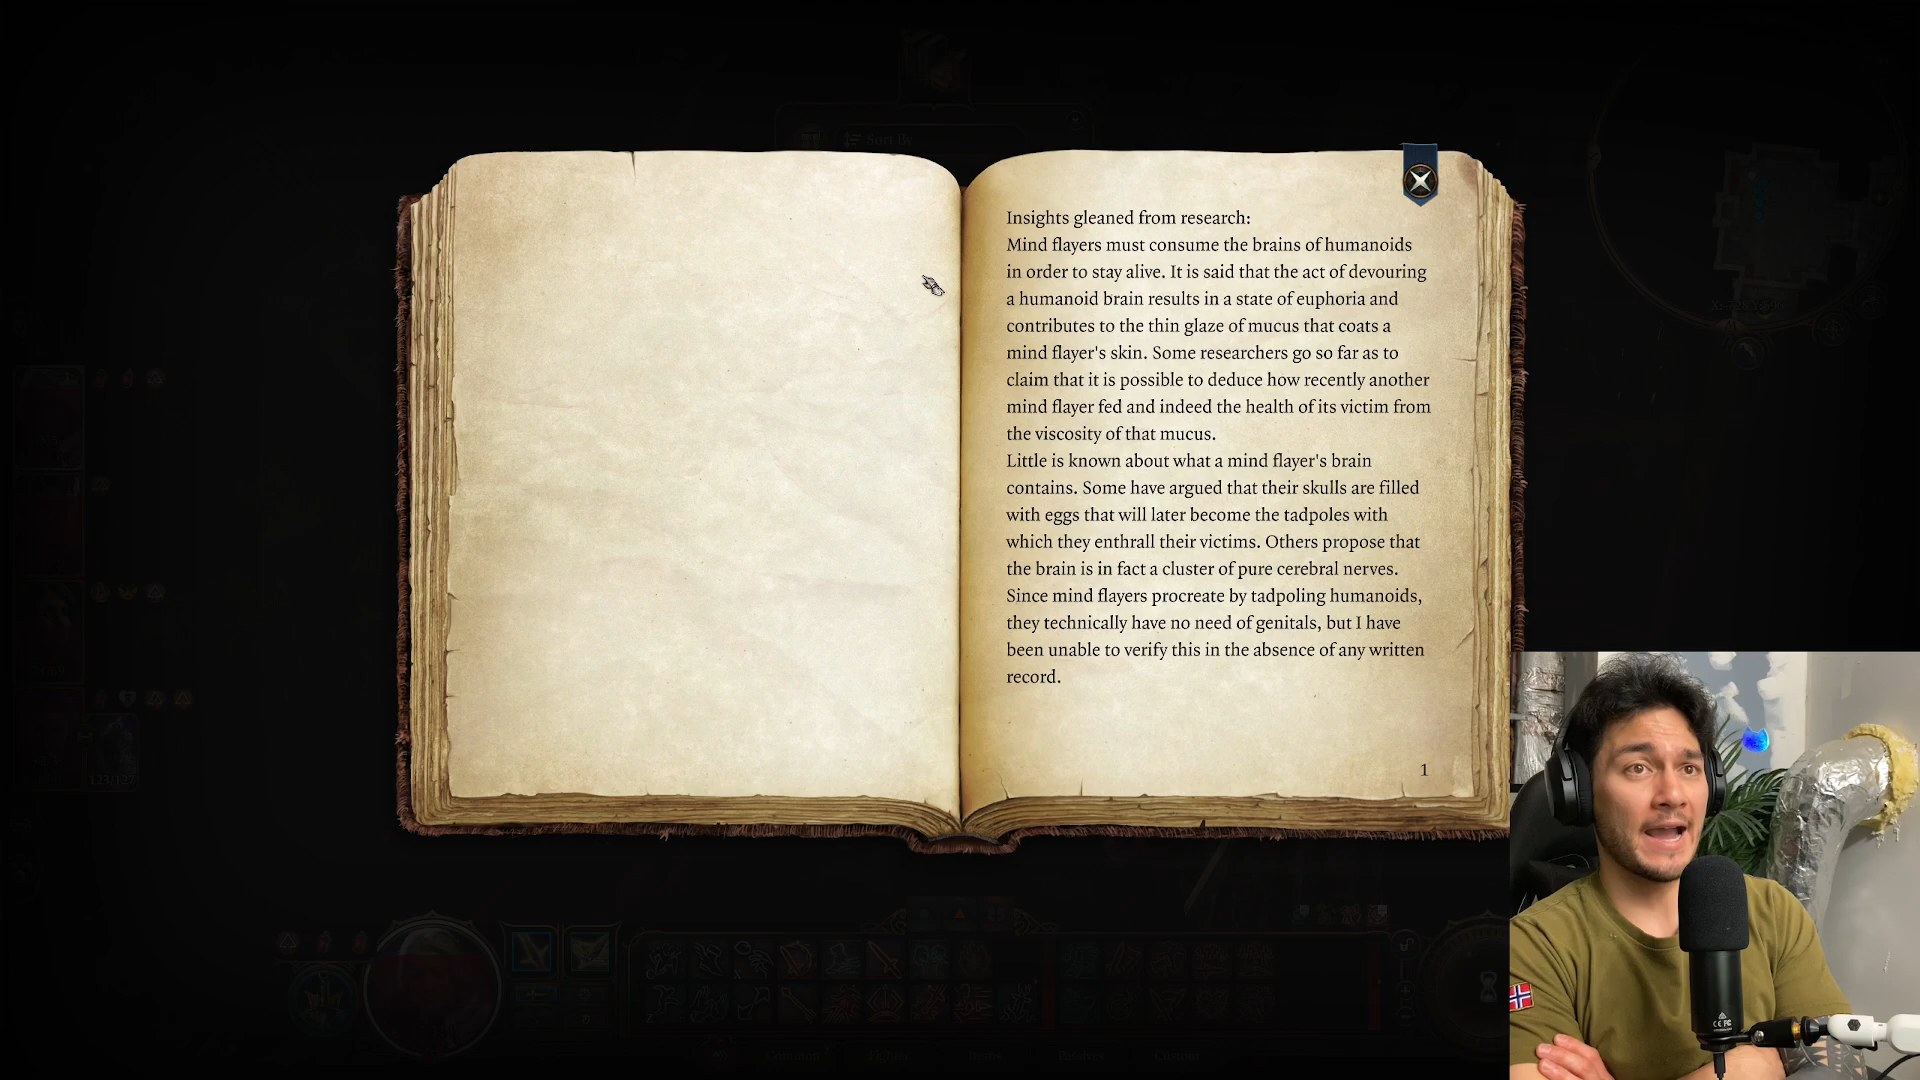 Sort By
Insights gleaned from research:
Mind flayers must consume the brains of humanoids
in order to stay alive. It is said that the act of devouring
a humanoid brain results in a state of euphoria and
contributes to the thin glaze of mucus that coats a
mind flayer's skin. Some researchers go so far as to
claim that it is possible to deduce how recently another
mind flayer fed and indeed the health of its victim from
the viscosity of that mucus.
Little is known about what a mind flayer's brain
contains. Some have argued that their skulls are filled
with eggs that will later become the tadpoles with
which they enthrall their victims. Others propose that
the brain is in fact a cluster of pure cerebral nerves.
Since mind flayers procreate by tadpoling humanoids,
they technically have no need of genitals, but I have
been unable to verify this in the absence of any written
record.
1